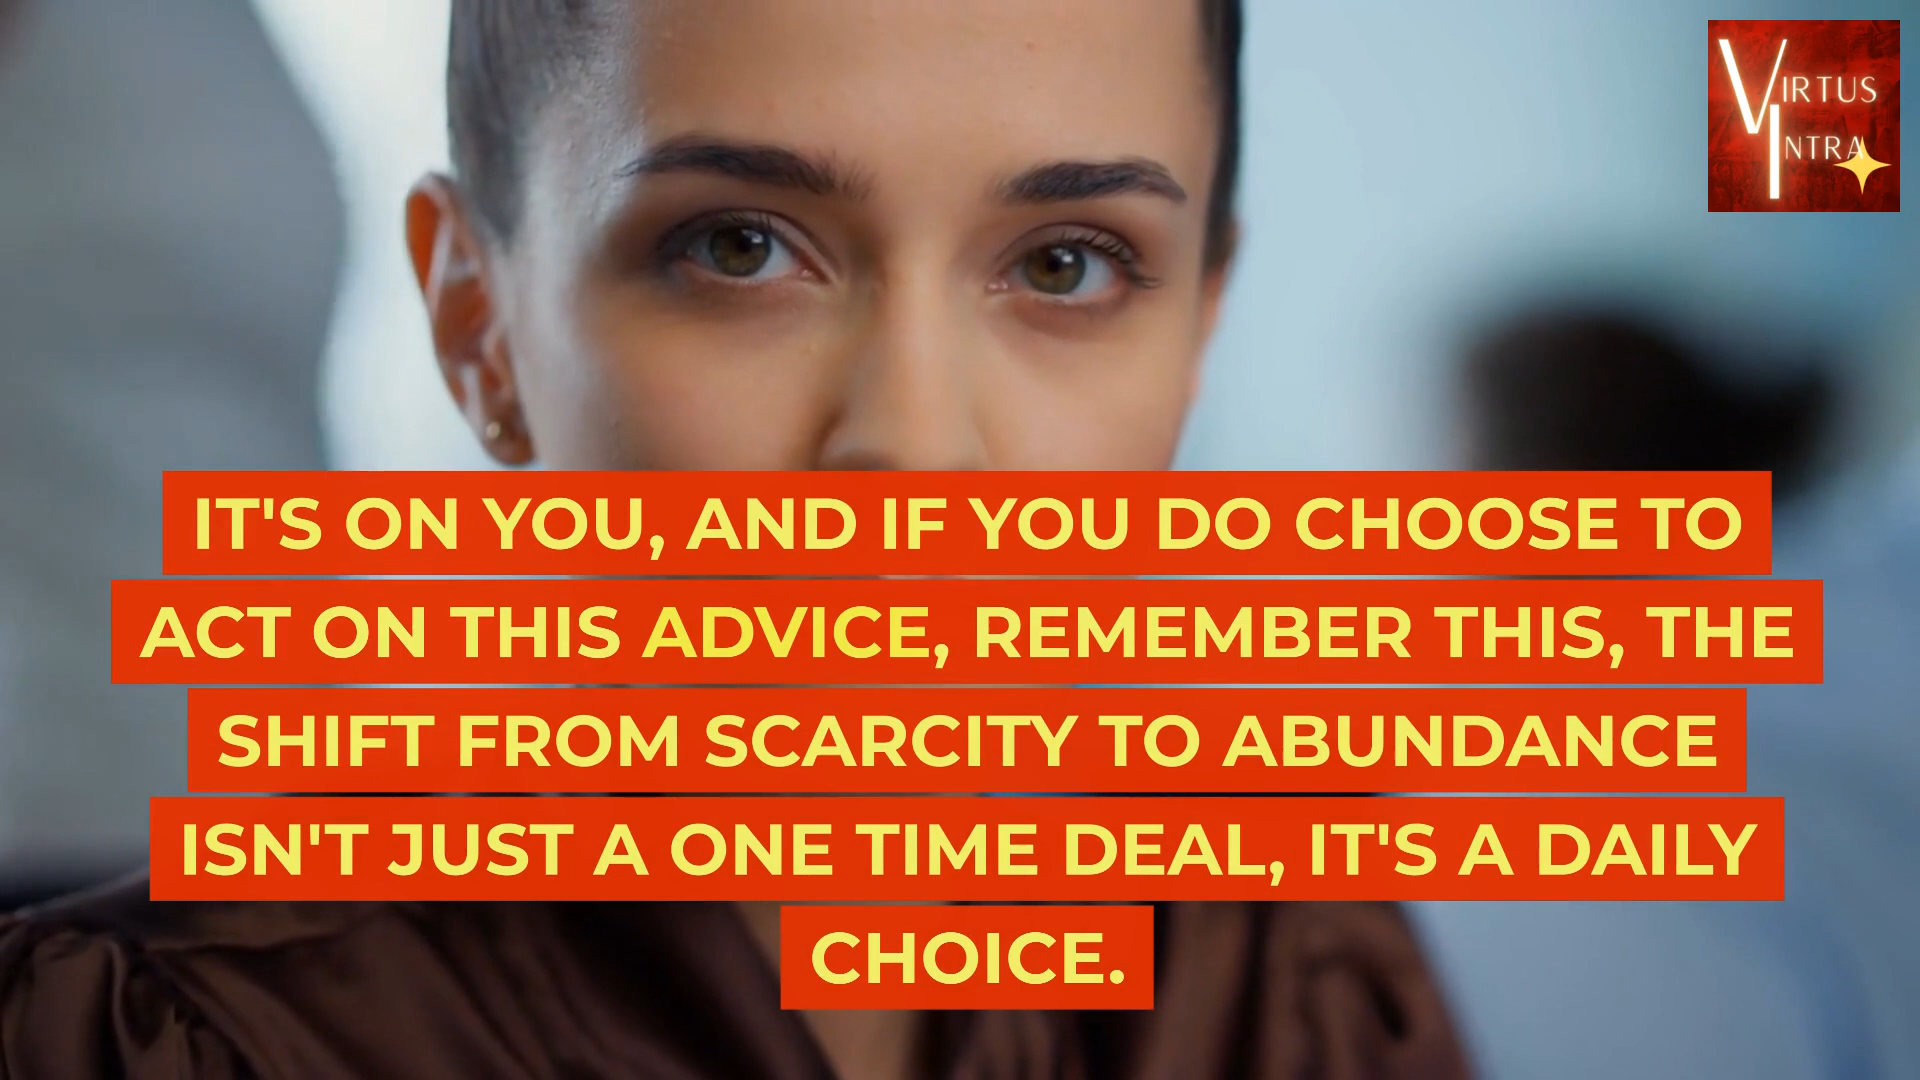 VIRTUS
INTRA
IT'S ON YOU, AND IF YOU DO CHOOSE TO
ACT ON THIS ADVICE, REMEMBER THIS, THE
SHIFT FROM SCARCITY TO ABUNDANCE
ISN'T JUST A ONE TIME DEAL, IT'S A DAILY
CHOICE.